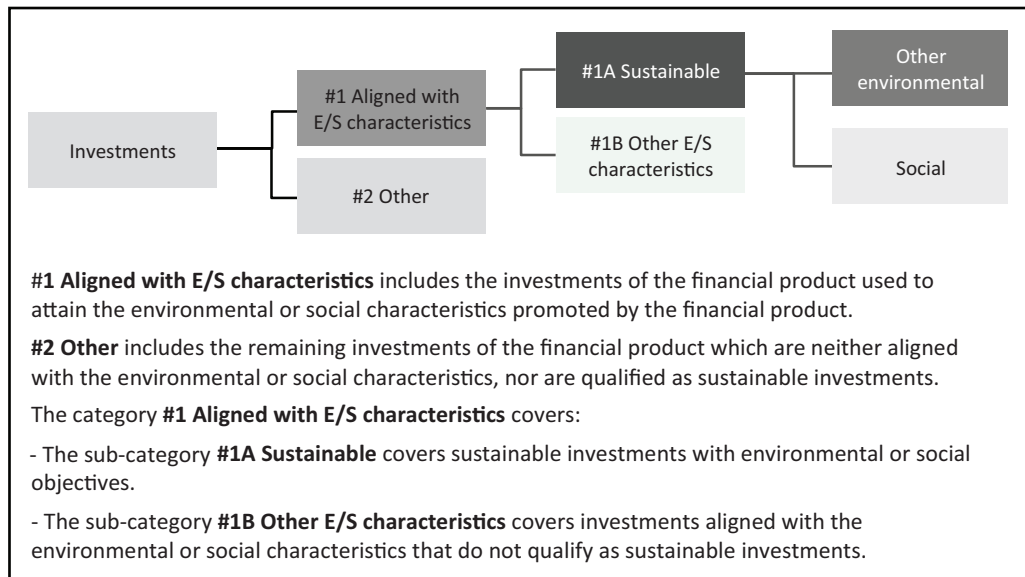 Investments
#1 Aligned with
E/S characteristics
#2 Other
#1A Sustainable
#1B Other E/S
characteristics
Other
environmental
Social
#1 Aligned with E/S characteristics includes the investments of the financial product used to
attain the environmental or social characteristics promoted by the financial product.
#2 Other includes the remaining investments of the financial product which are neither aligned
with the environmental or social characteristics, nor are qualified as sustainable investments.
The category #1 Aligned with E/S characteristics covers:
- The sub-category #1A Sustainable covers sustainable investments with environmental or social
objectives.
- The sub-category #1B Other E/S characteristics covers investments aligned with the
environmental or social characteristics that do not qualify as sustainable investments.